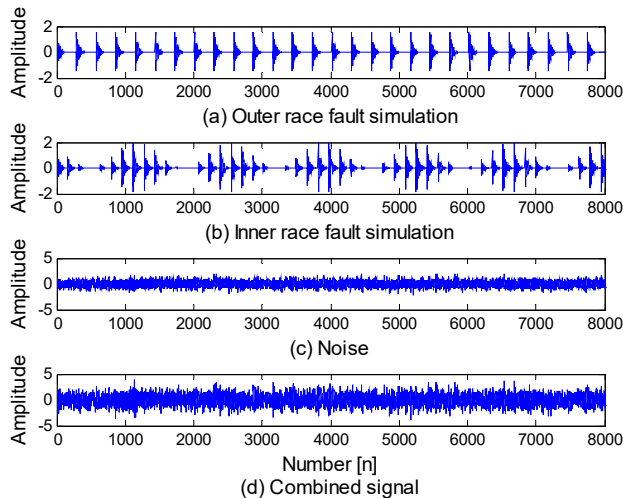 Amplitude
2
0
-2
0 1000 2000 3000 4000 5000 6000 7000 8000
(a) Outer race fault simulation
Amplitude
2
0
-2
0 1000 2000 3000 4000 5000 6000 7000 8000
(b) Inner race fault simulation
Amplitude
5
0
-5
0 1000 2000 3000 4000 5000 6000 7000 8000
(c) Noise
Amplitude
5
0
-5
0 1000 2000 3000 4000 5000 6000 7000 8000
Number [n]
(d) Combined signal